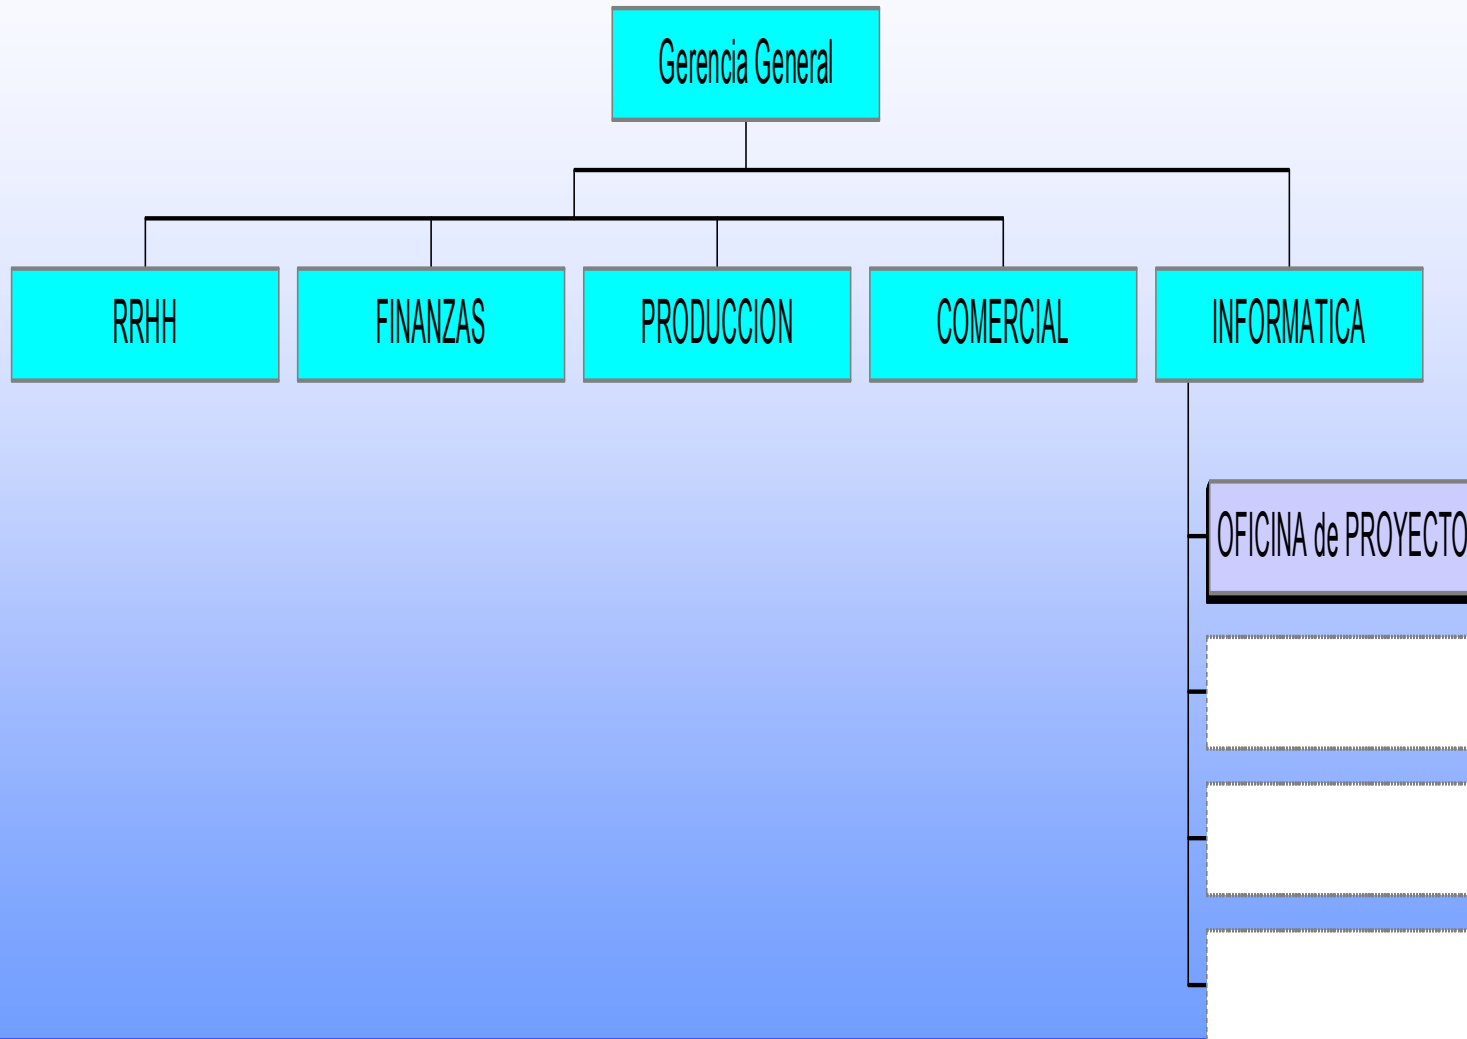 Gerencia General
RRHH
FINANZAS
PRODUCCION
COMERCIAL
INFORMATICA
OFICINA de PROYECTO